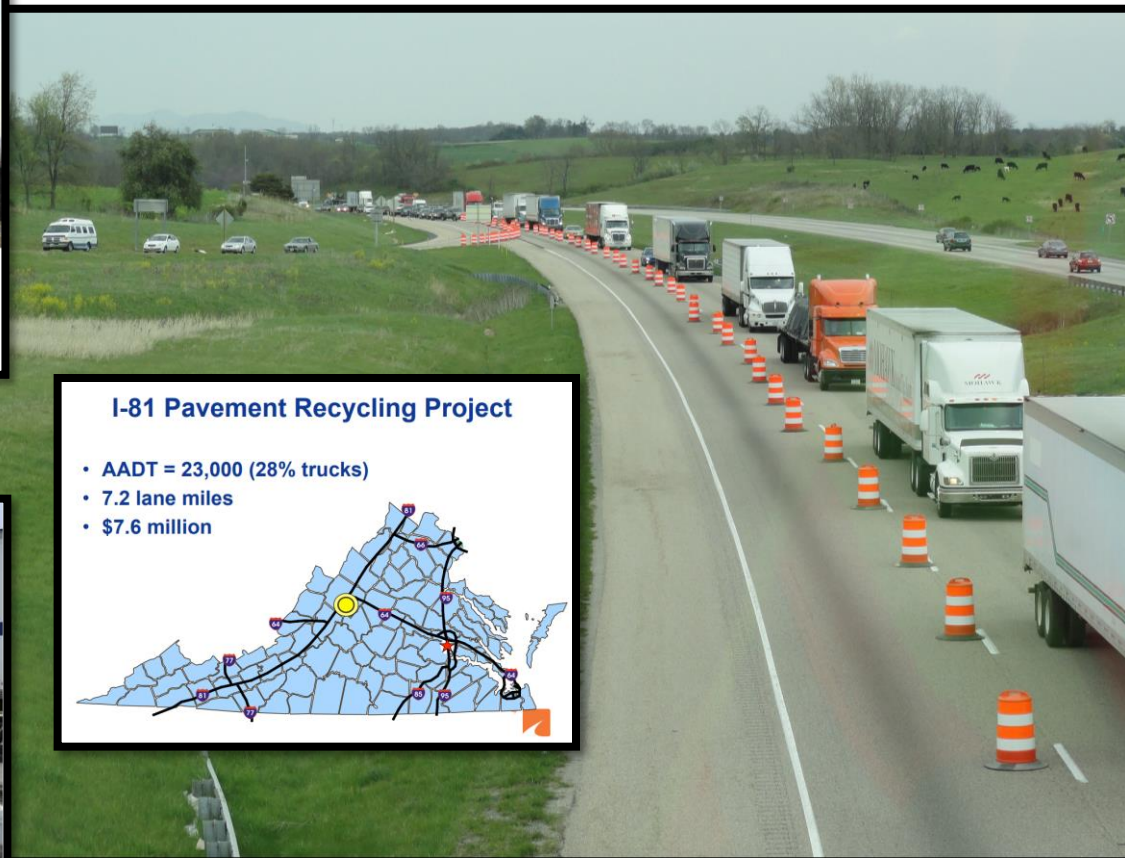 I-81 Pavement Recycling Project
• AADT = 23,000 (28% trucks)
• 7.2 lane miles
• $7.6 million
81
66
95
64
64
77
81
77
85
95
64
MOHAWK